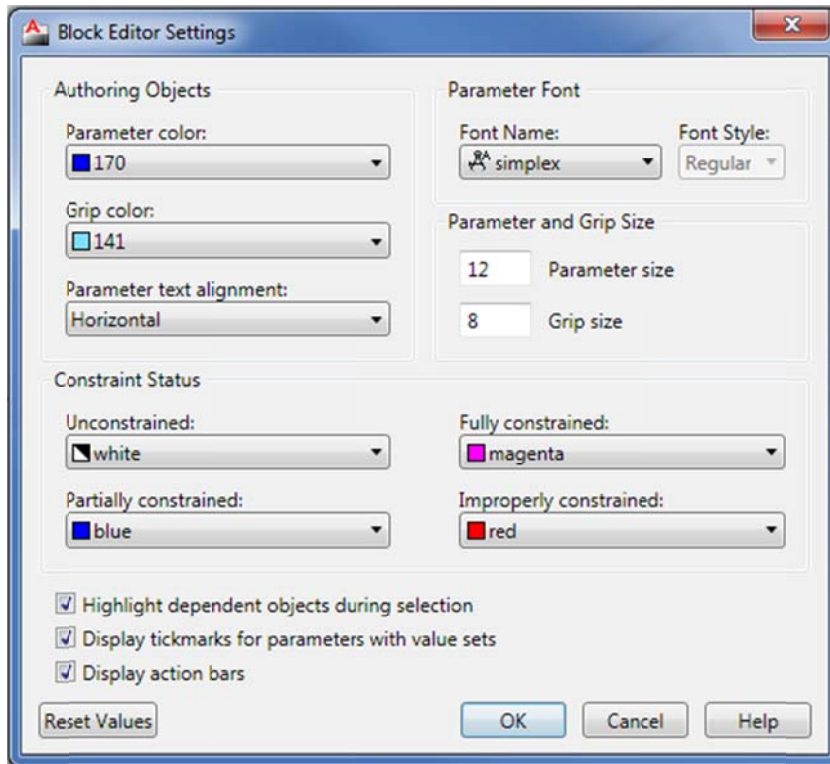 Block Editor Settings
Authoring Objects
Parameter color:
170
Grip color:
141
Parameter text alignment:
Horizontal
Parameter Font
Font Name:
Font Style:
simplex
Regular
Parameter and Grip Size
12 Parameter size
8 Grip size
Constraint Status
Unconstrained:
white
Fully constrained:
magenta
Partially constrained:
blue
Improperly constrained:
red
Highlight dependent objects during selection
Display tickmarks for parameters with value sets
Display action bars
Reset Values
OK
Cancel
Help